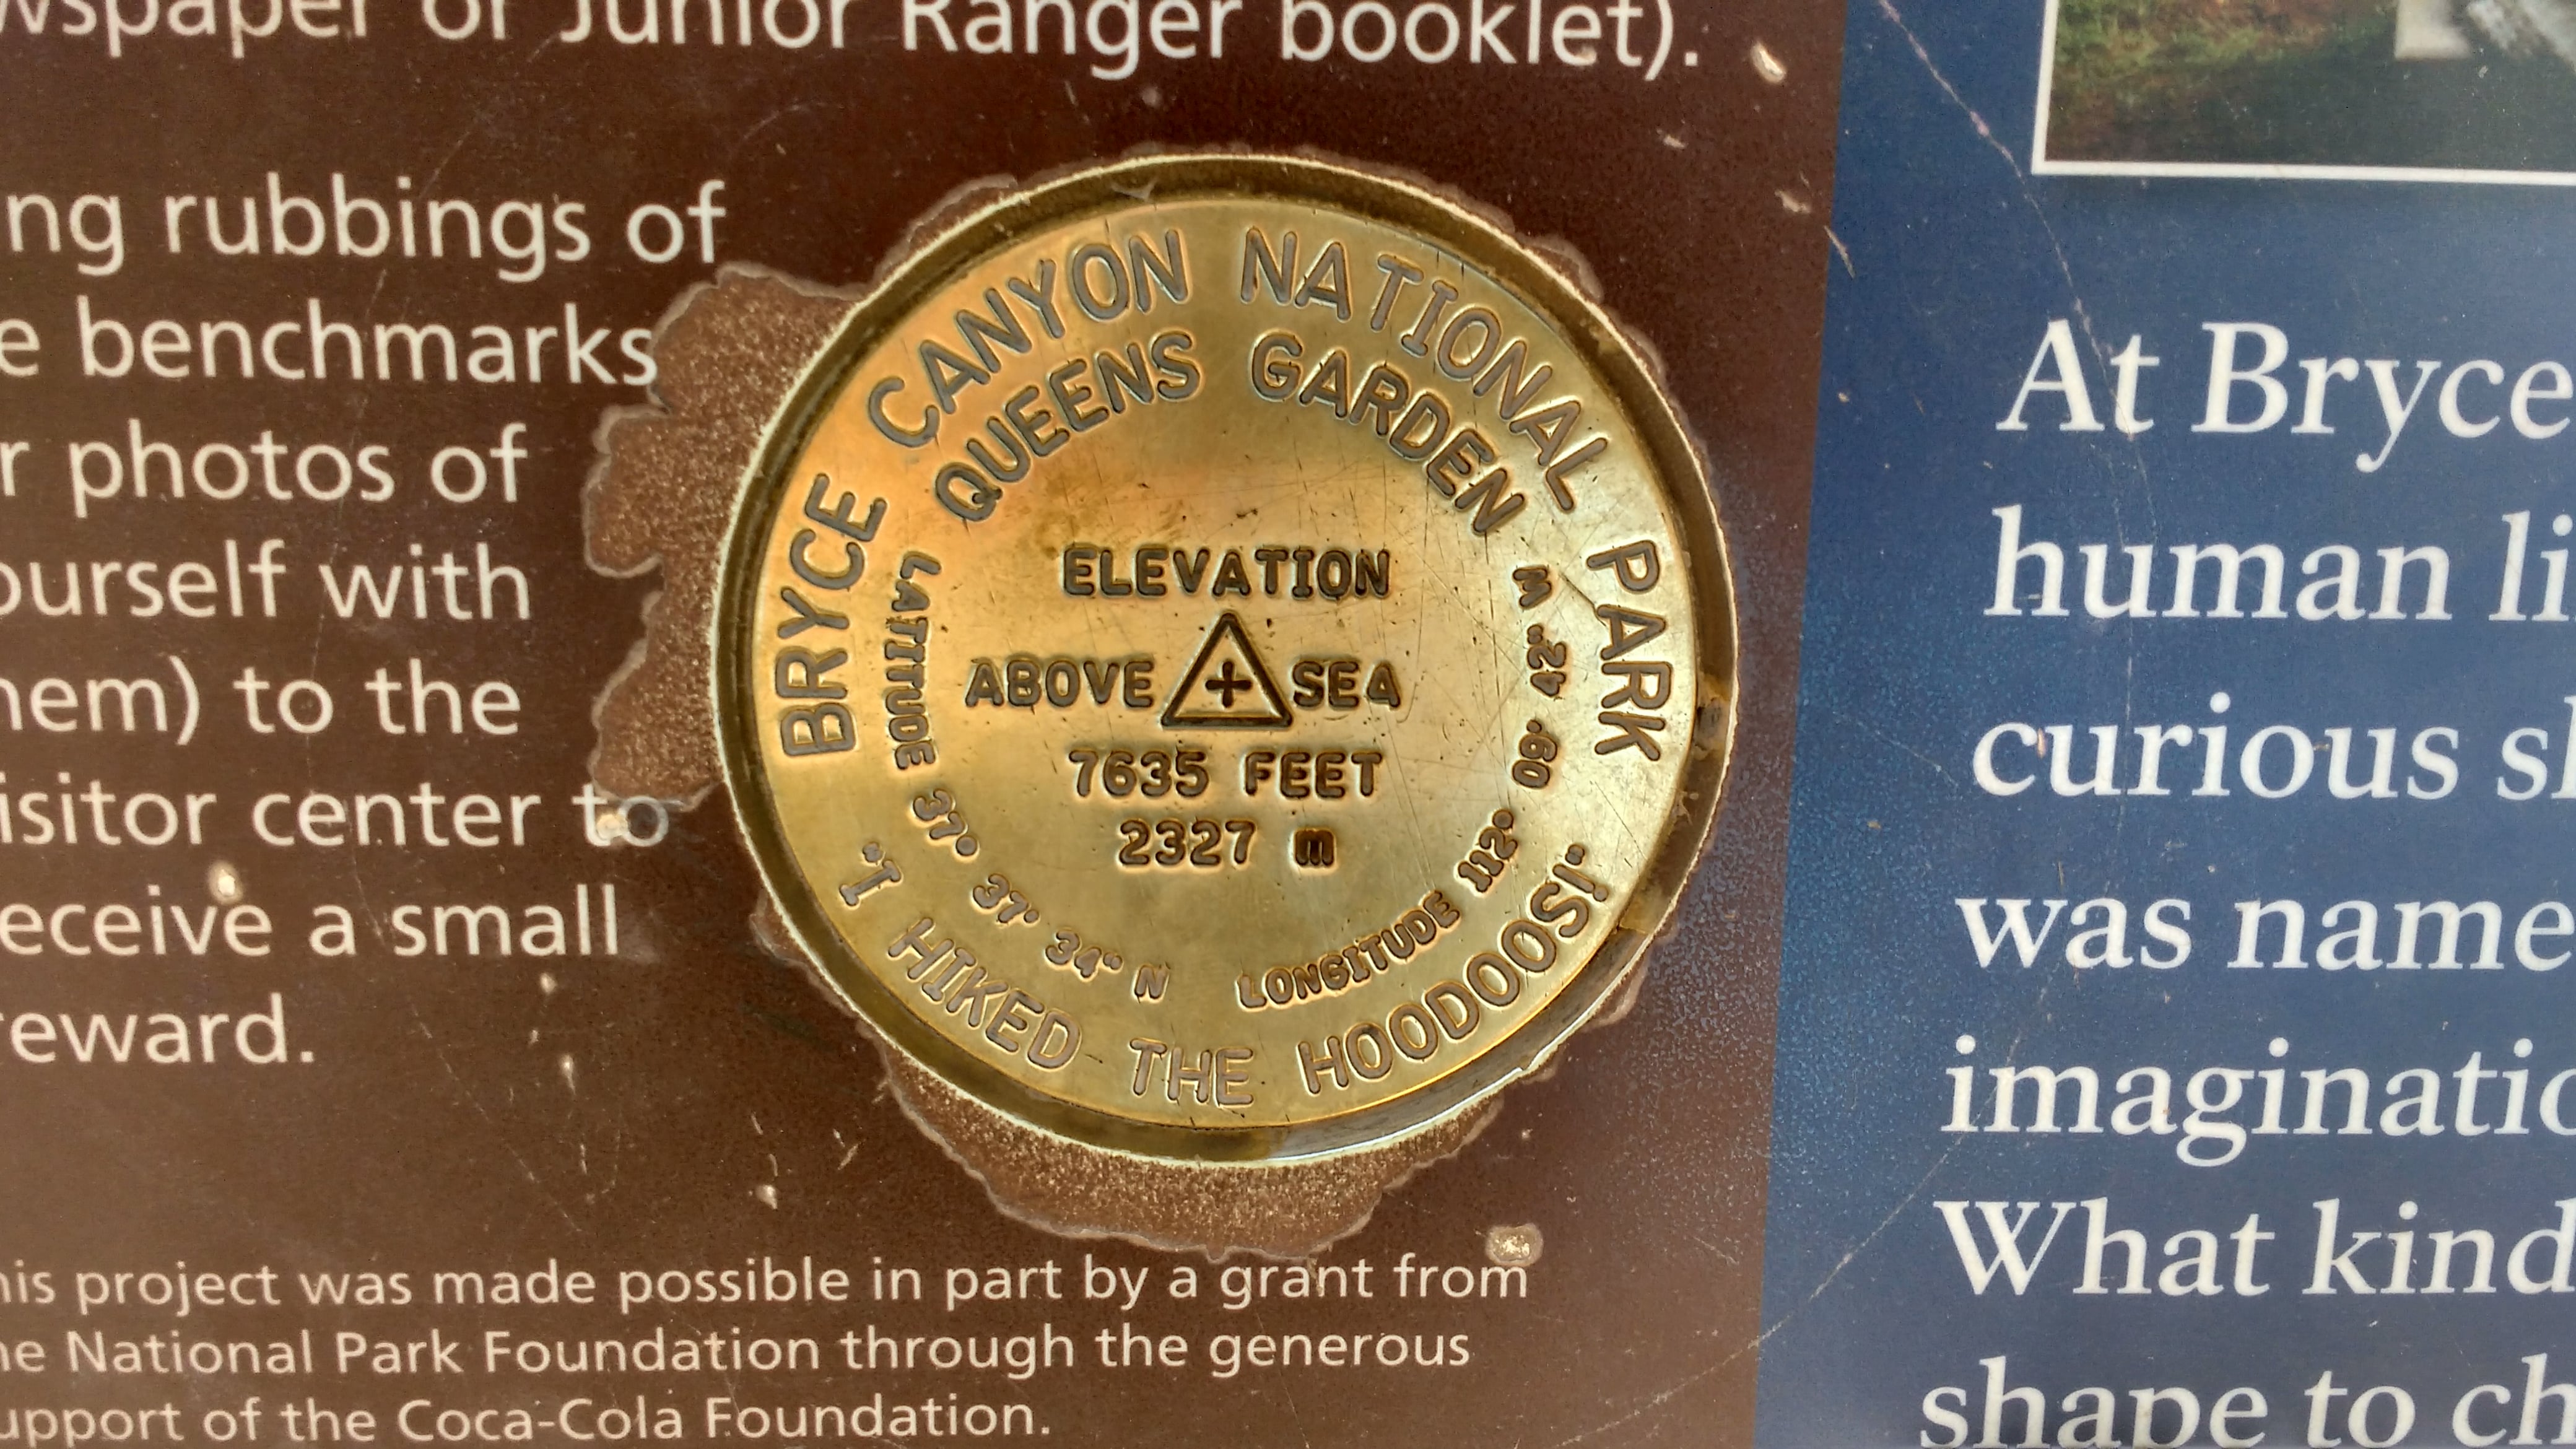 wspaper or Junior Ranger booklet).
ng rubbings of
e benchmarks
r photos of
ourself with
hem) to the
isitor center to
eceive a small
reward.
BRYCE CANYON NATIONAL PARK
QUEENS GARDEN
ELEVATION
ABOVE SEA
7635 FEET
2327 m
LATITUDE 37° 37' 34" N LONGITUDE 112° 09' 42" W
"I HIKED THE HOODOOS!"
his project was made possible in part by a grant from
he National Park Foundation through the generous
upport of the Coca-Cola Foundation.
At Bryce
human li
curious sh
was name
imaginatio
What kind
shape to ch